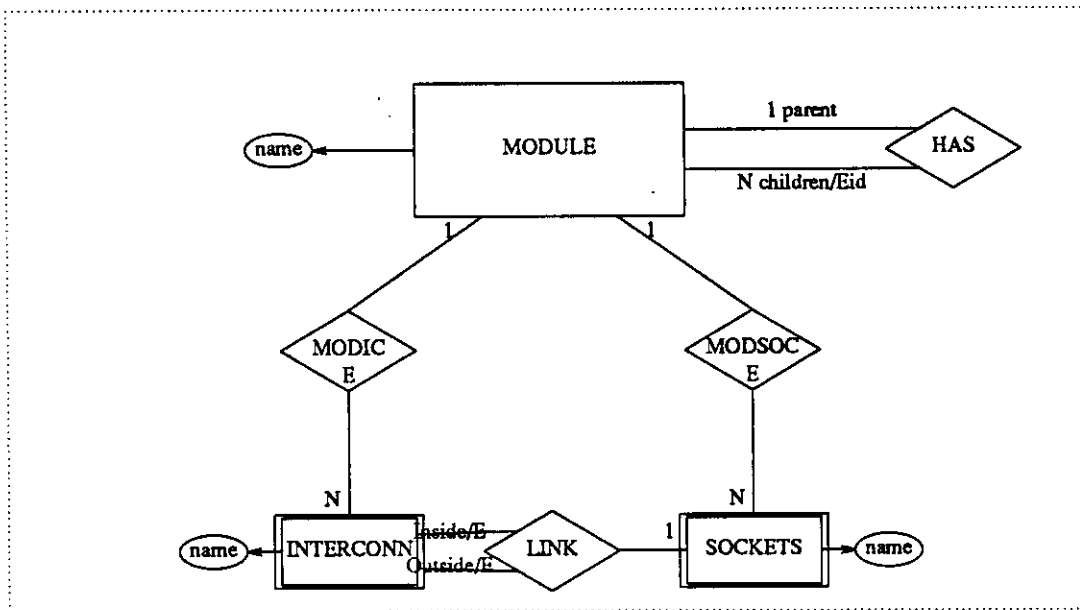 1 parent
name
MODULE
HAS
N children/Eid
1
1
MODIC
E
MODSOC
E
N
N
Inside/E
name
INTERCONN
LINK
1
SOCKETS
name
Outside/E